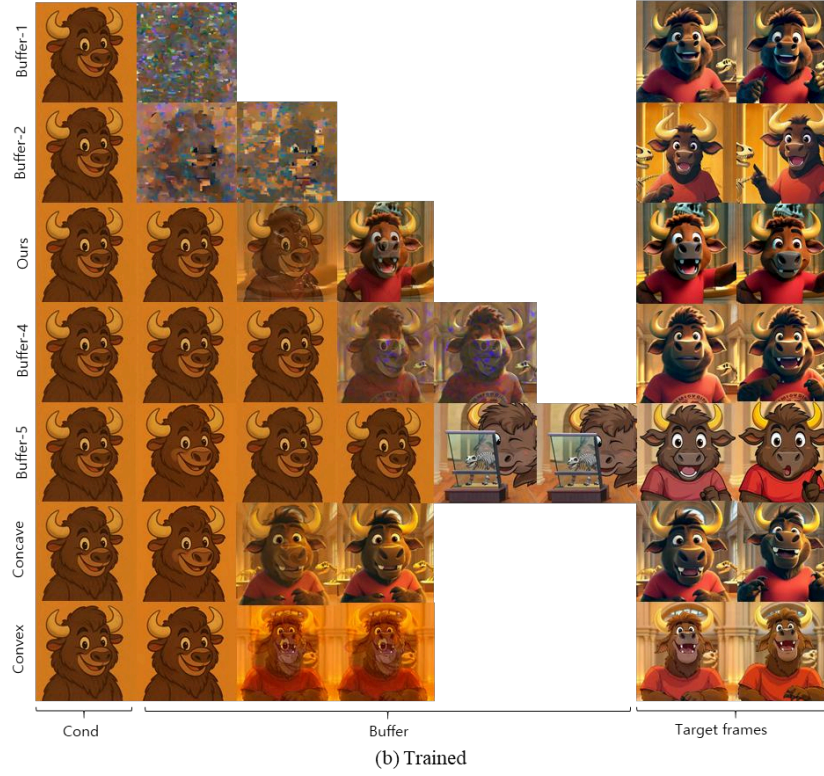 Buffer-1
Buffer-2
Ours
Buffer-4
Buffer-5
Concave
Convex
Cond
Buffer
Target frames
(b) Trained